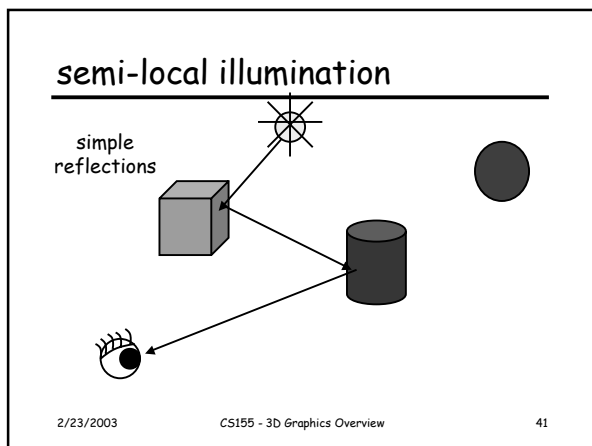 semi-local illumination
simple
reflections
2/23/2003 CS155 - 3D Graphics Overview 41